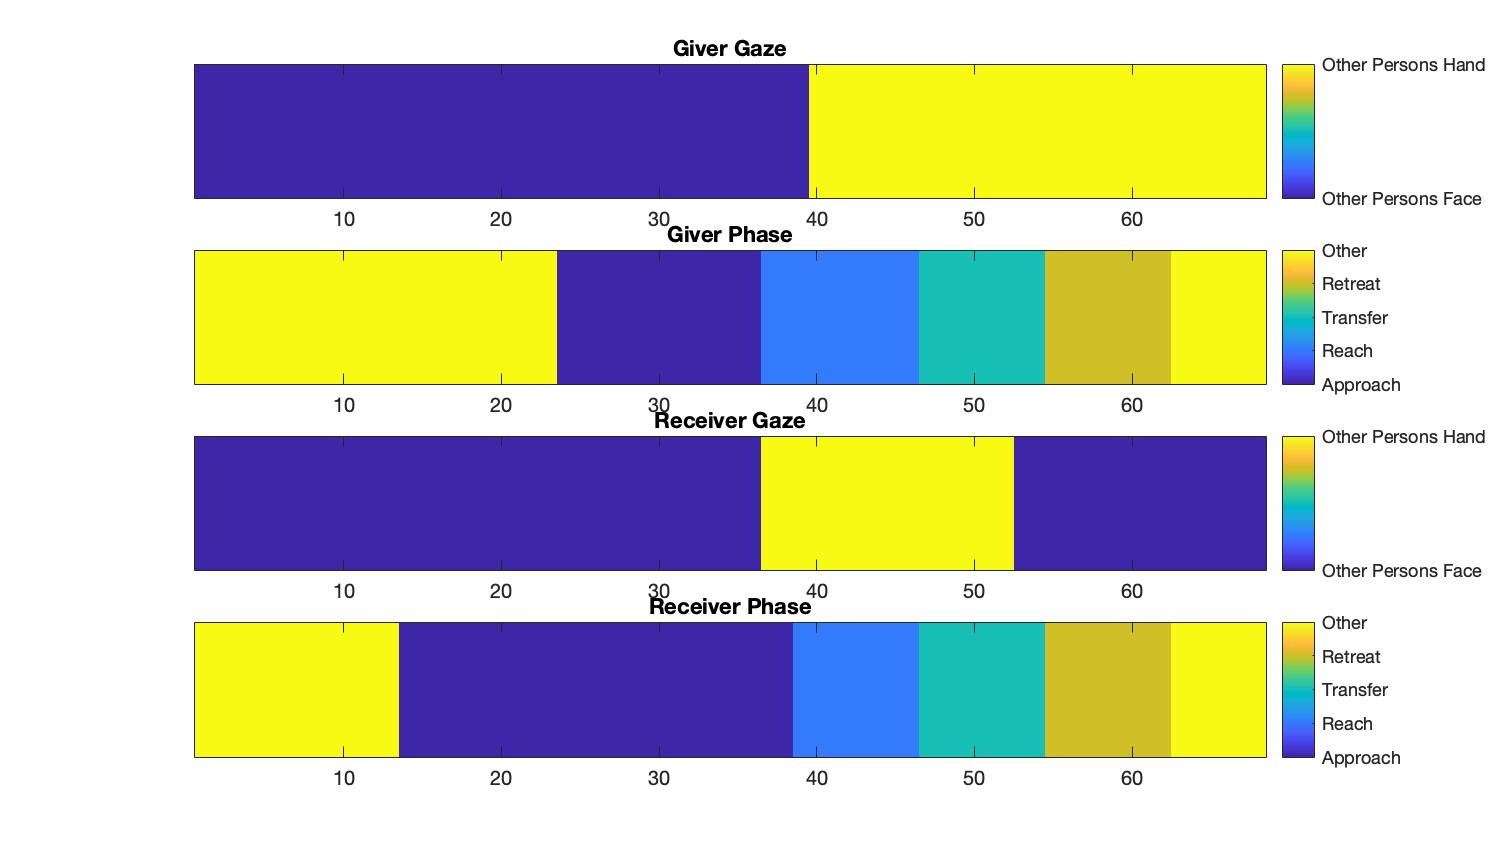 Giver Gaze
Other Persons Hand
Other Persons Face
10 20 30 40 50 60
Giver Phase
Other
Retreat
Transfer
Reach
Approach
10 20 30 40 50 60
Receiver Gaze
Other Persons Hand
Other Persons Face
10 20 30 40 50 60
Receiver Phase
Other
Retreat
Transfer
Reach
Approach
10 20 30 40 50 60